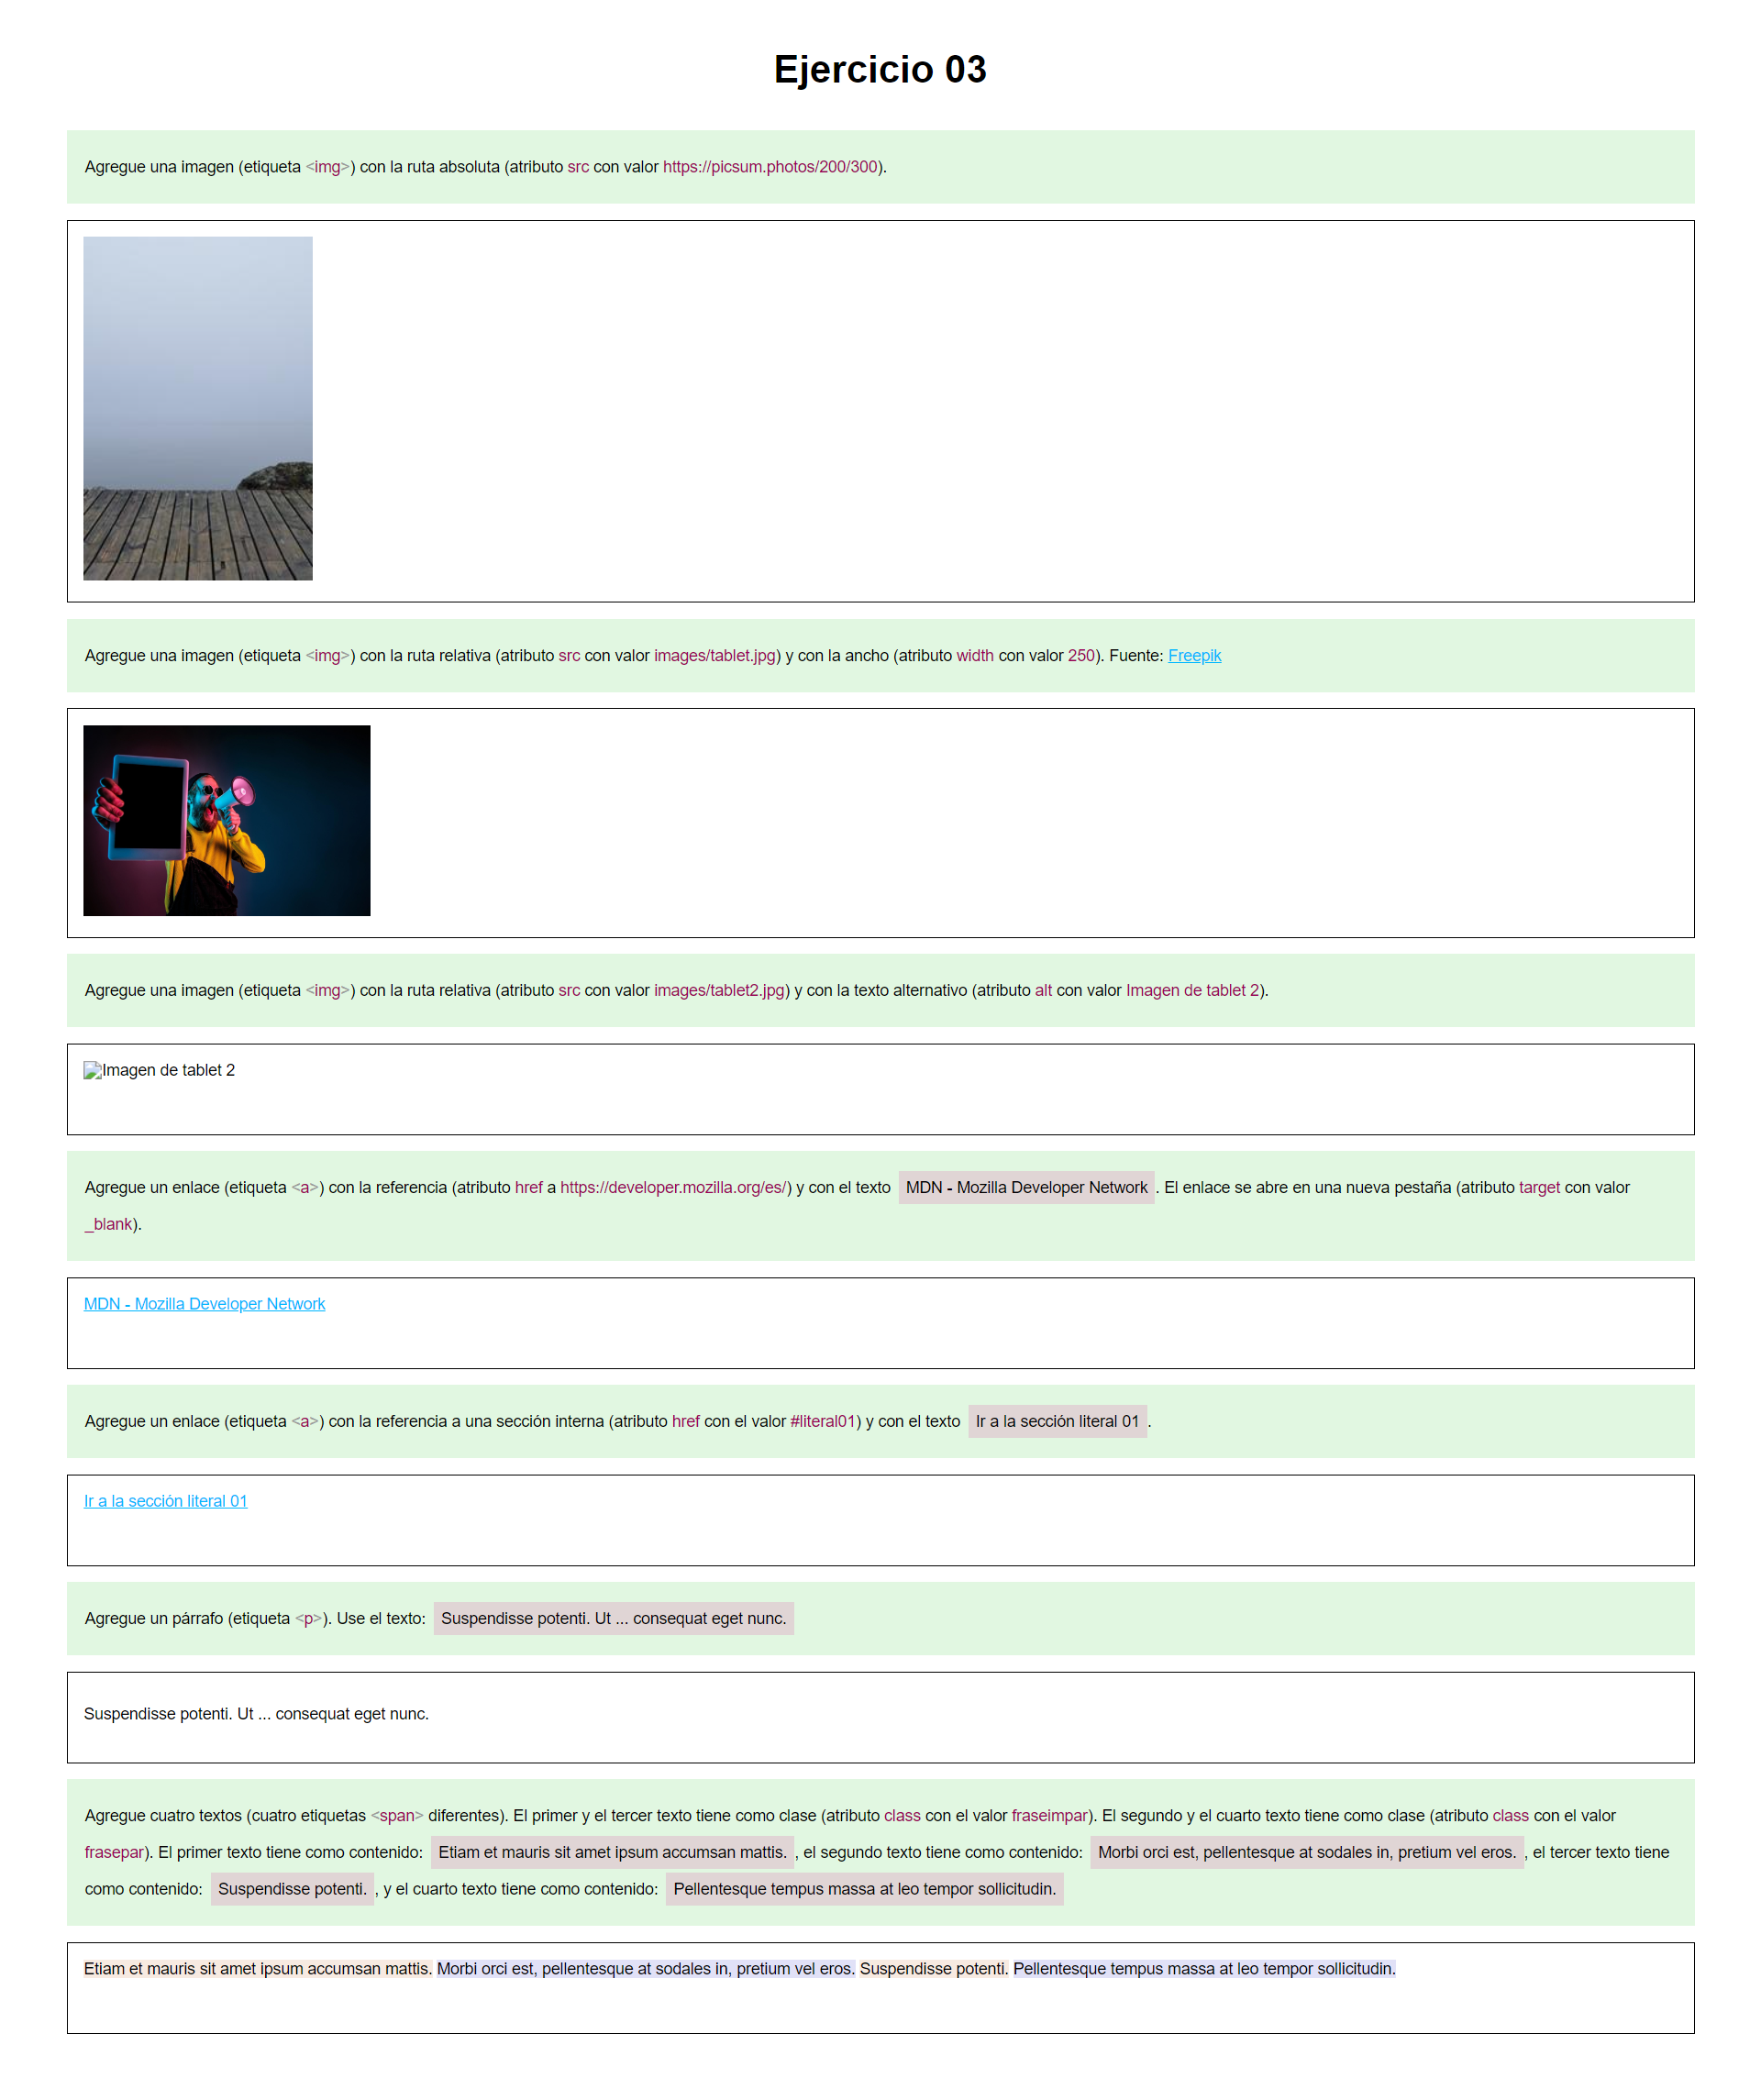 Ejercicio 03
Agregue una imagen (etiqueta <img>) con la ruta absoluta (atributo src con valor https://picsum.photos/200/300).
Agregue una imagen (etiqueta <img>) con la ruta relativa (atributo src con valor images/tablet.jpg) y con la ancho (atributo width con valor 250). Fuente: Freepik
Agregue una imagen (etiqueta <img>) con la ruta relativa (atributo src con valor images/tablet2.jpg) y con la texto alternativo (atributo alt con valor Imagen de tablet 2).
Imagen de tablet 2
Agregue un enlace (etiqueta <a>) con la referencia (atributo href a https://developer.mozilla.org/es/) y con el texto MDN - Mozilla Developer Network . El enlace se abre en una nueva pestaña (atributo target con valor
_blank).
MDN - Mozilla Developer Network
Agregue un enlace (etiqueta <a>) con la referencia a una sección interna (atributo href con el valor #literal01) y con el texto Ir a la sección literal 01 .
Ir a la sección literal 01
Agregue un párrafo (etiqueta <p>). Use el texto: Suspendisse potenti. Ut ... consequat eget nunc.
Suspendisse potenti. Ut ... consequat eget nunc.
Agregue cuatro textos (cuatro etiquetas <span> diferentes). El primer y el tercer texto tiene como clase (atributo class con el valor fraseimpar). El segundo y el cuarto texto tiene como clase (atributo class con el valor
frasepar). El primer texto tiene como contenido: Etiam et mauris sit amet ipsum accumsan mattis. , el segundo texto tiene como contenido: Morbi orci est, pellentesque at sodales in, pretium vel eros. , el tercer texto tiene
como contenido: Suspendisse potenti. , y el cuarto texto tiene como contenido: Pellentesque tempus massa at leo tempor sollicitudin.
Etiam et mauris sit amet ipsum accumsan mattis. Morbi orci est, pellentesque at sodales in, pretium vel eros. Suspendisse potenti. Pellentesque tempus massa at leo tempor sollicitudin.